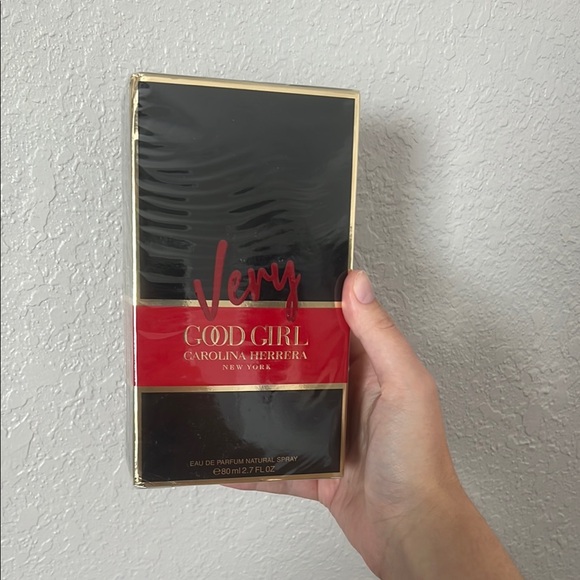 Very
GOOD GIRL
CAROLINA HERRERA
NEW YORK
EAU DE PARFUM NATURAL SPRAY
℮80 ml 2.7 FL OZ